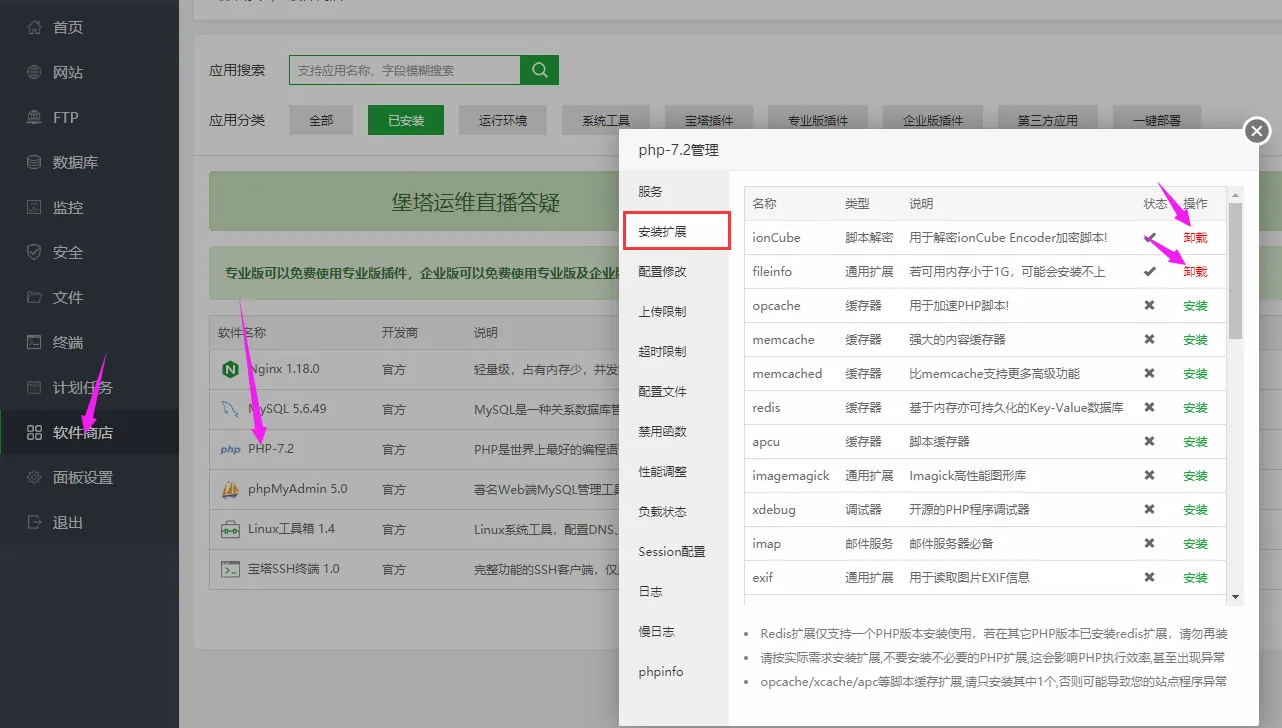 首页
网站
FTP
数据库
监控
安全
文件
终端
计划任务
软件商店
面板设置
退出
应用搜索 支持应用名称、字段模糊搜索
应用分类 全部 已安装 运行环境 系统工具 宝塔插件 专业版插件 企业版插件 第三方应用 一键部署
堡塔运维直播答疑
专业版可以免费使用专业版插件，企业版可以免费使用专业版及企业
软件名称 开发商 说明
Nginx 1.18.0 官方 轻量级，占有内存少，并发
MySQL 5.6.49 官方 MySQL是一种关系数据库管
php PHP-7.2 官方 PHP是世界上最好的编程语
phpMyAdmin 5.0 官方 著名Web端MySQL管理工具
Linux工具箱 1.4 官方 Linux系统工具，配置DNS、
宝塔SSH终端 1.0 官方 完整功能的SSH客户端，仅
php-7.2管理
服务
安装扩展
配置修改
上传限制
超时限制
配置文件
禁用函数
性能调整
负载状态
Session配置
日志
慢日志
phpinfo
名称 类型 说明 状态 操作
ionCube 脚本解密 用于解密ionCube Encoder加密脚本! 卸载
fileinfo 通用扩展 若可用内存小于1G，可能会安装不上 卸载
opcache 缓存器 用于加速PHP脚本! 安装
memcache 缓存器 强大的内容缓存器 安装
memcached 缓存器 比memcache支持更多高级功能 安装
redis 缓存器 基于内存亦可持久化的Key-Value数据库 安装
apcu 缓存器 脚本缓存器 安装
imagemagick 通用扩展 Imagick高性能图形库 安装
xdebug 调试器 开源的PHP程序调试器 安装
imap 邮件服务 邮件服务器必备 安装
exif 通用扩展 用于读取图片EXIF信息 安装
Redis扩展仅支持一个PHP版本安装使用，若在其它PHP版本已安装redis扩展，请勿再装
请按实际需求安装扩展,不要安装不必要的PHP扩展,这会影响PHP执行效率,甚至出现异常
opcache/xcache/apc等脚本缓存扩展,请只安装其中1个,否则可能导致您的站点程序异常